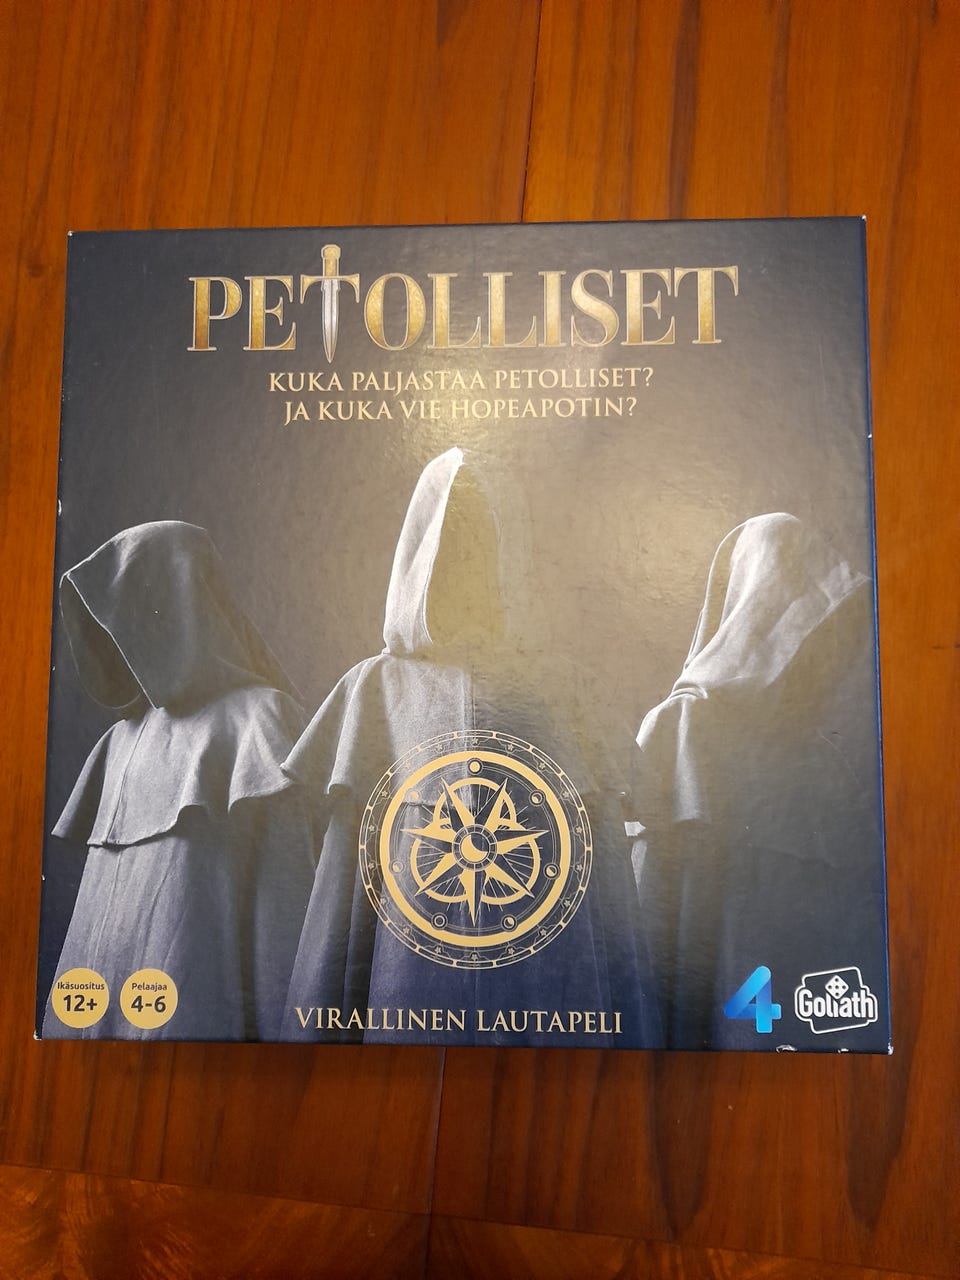 PETOLLISET
KUKA PALJASTAA PETOLLISET?
JA KUKA VIE HOPEAPOTIN?
Ikäsuositus
12+
Pelaajaa
4-6
VIRALLINEN LAUTAPELI
4
Goliath